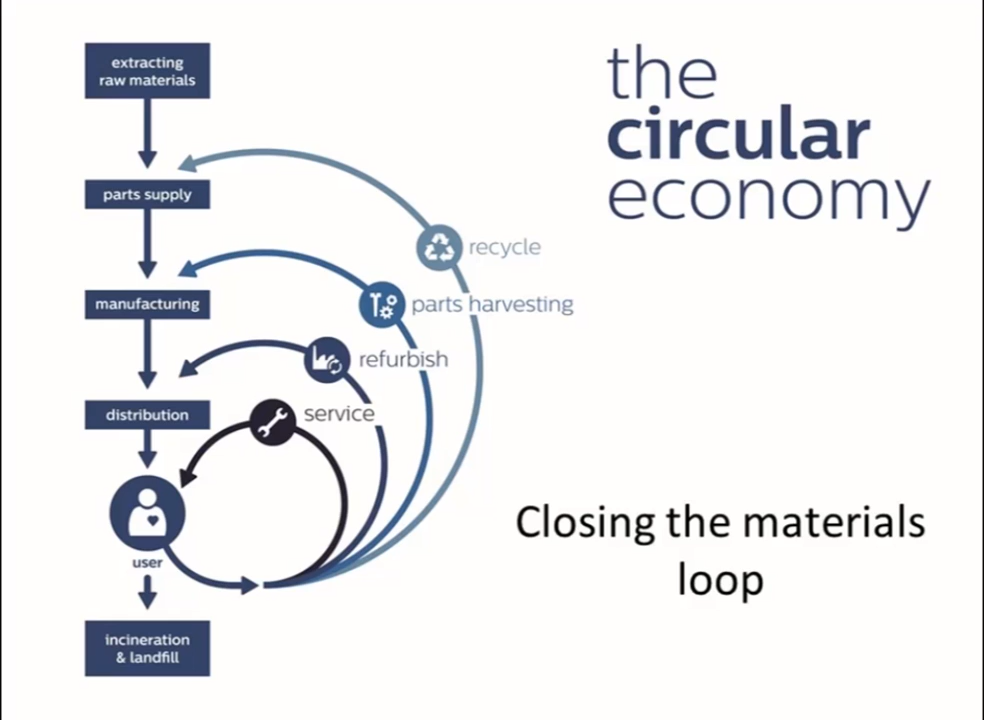 the
circular
economy
extracting
raw materials
parts supply
recycle
manufacturing
parts harvesting
refurbish
distribution
service
user
Closing the materials
loop
incineration
& landfill